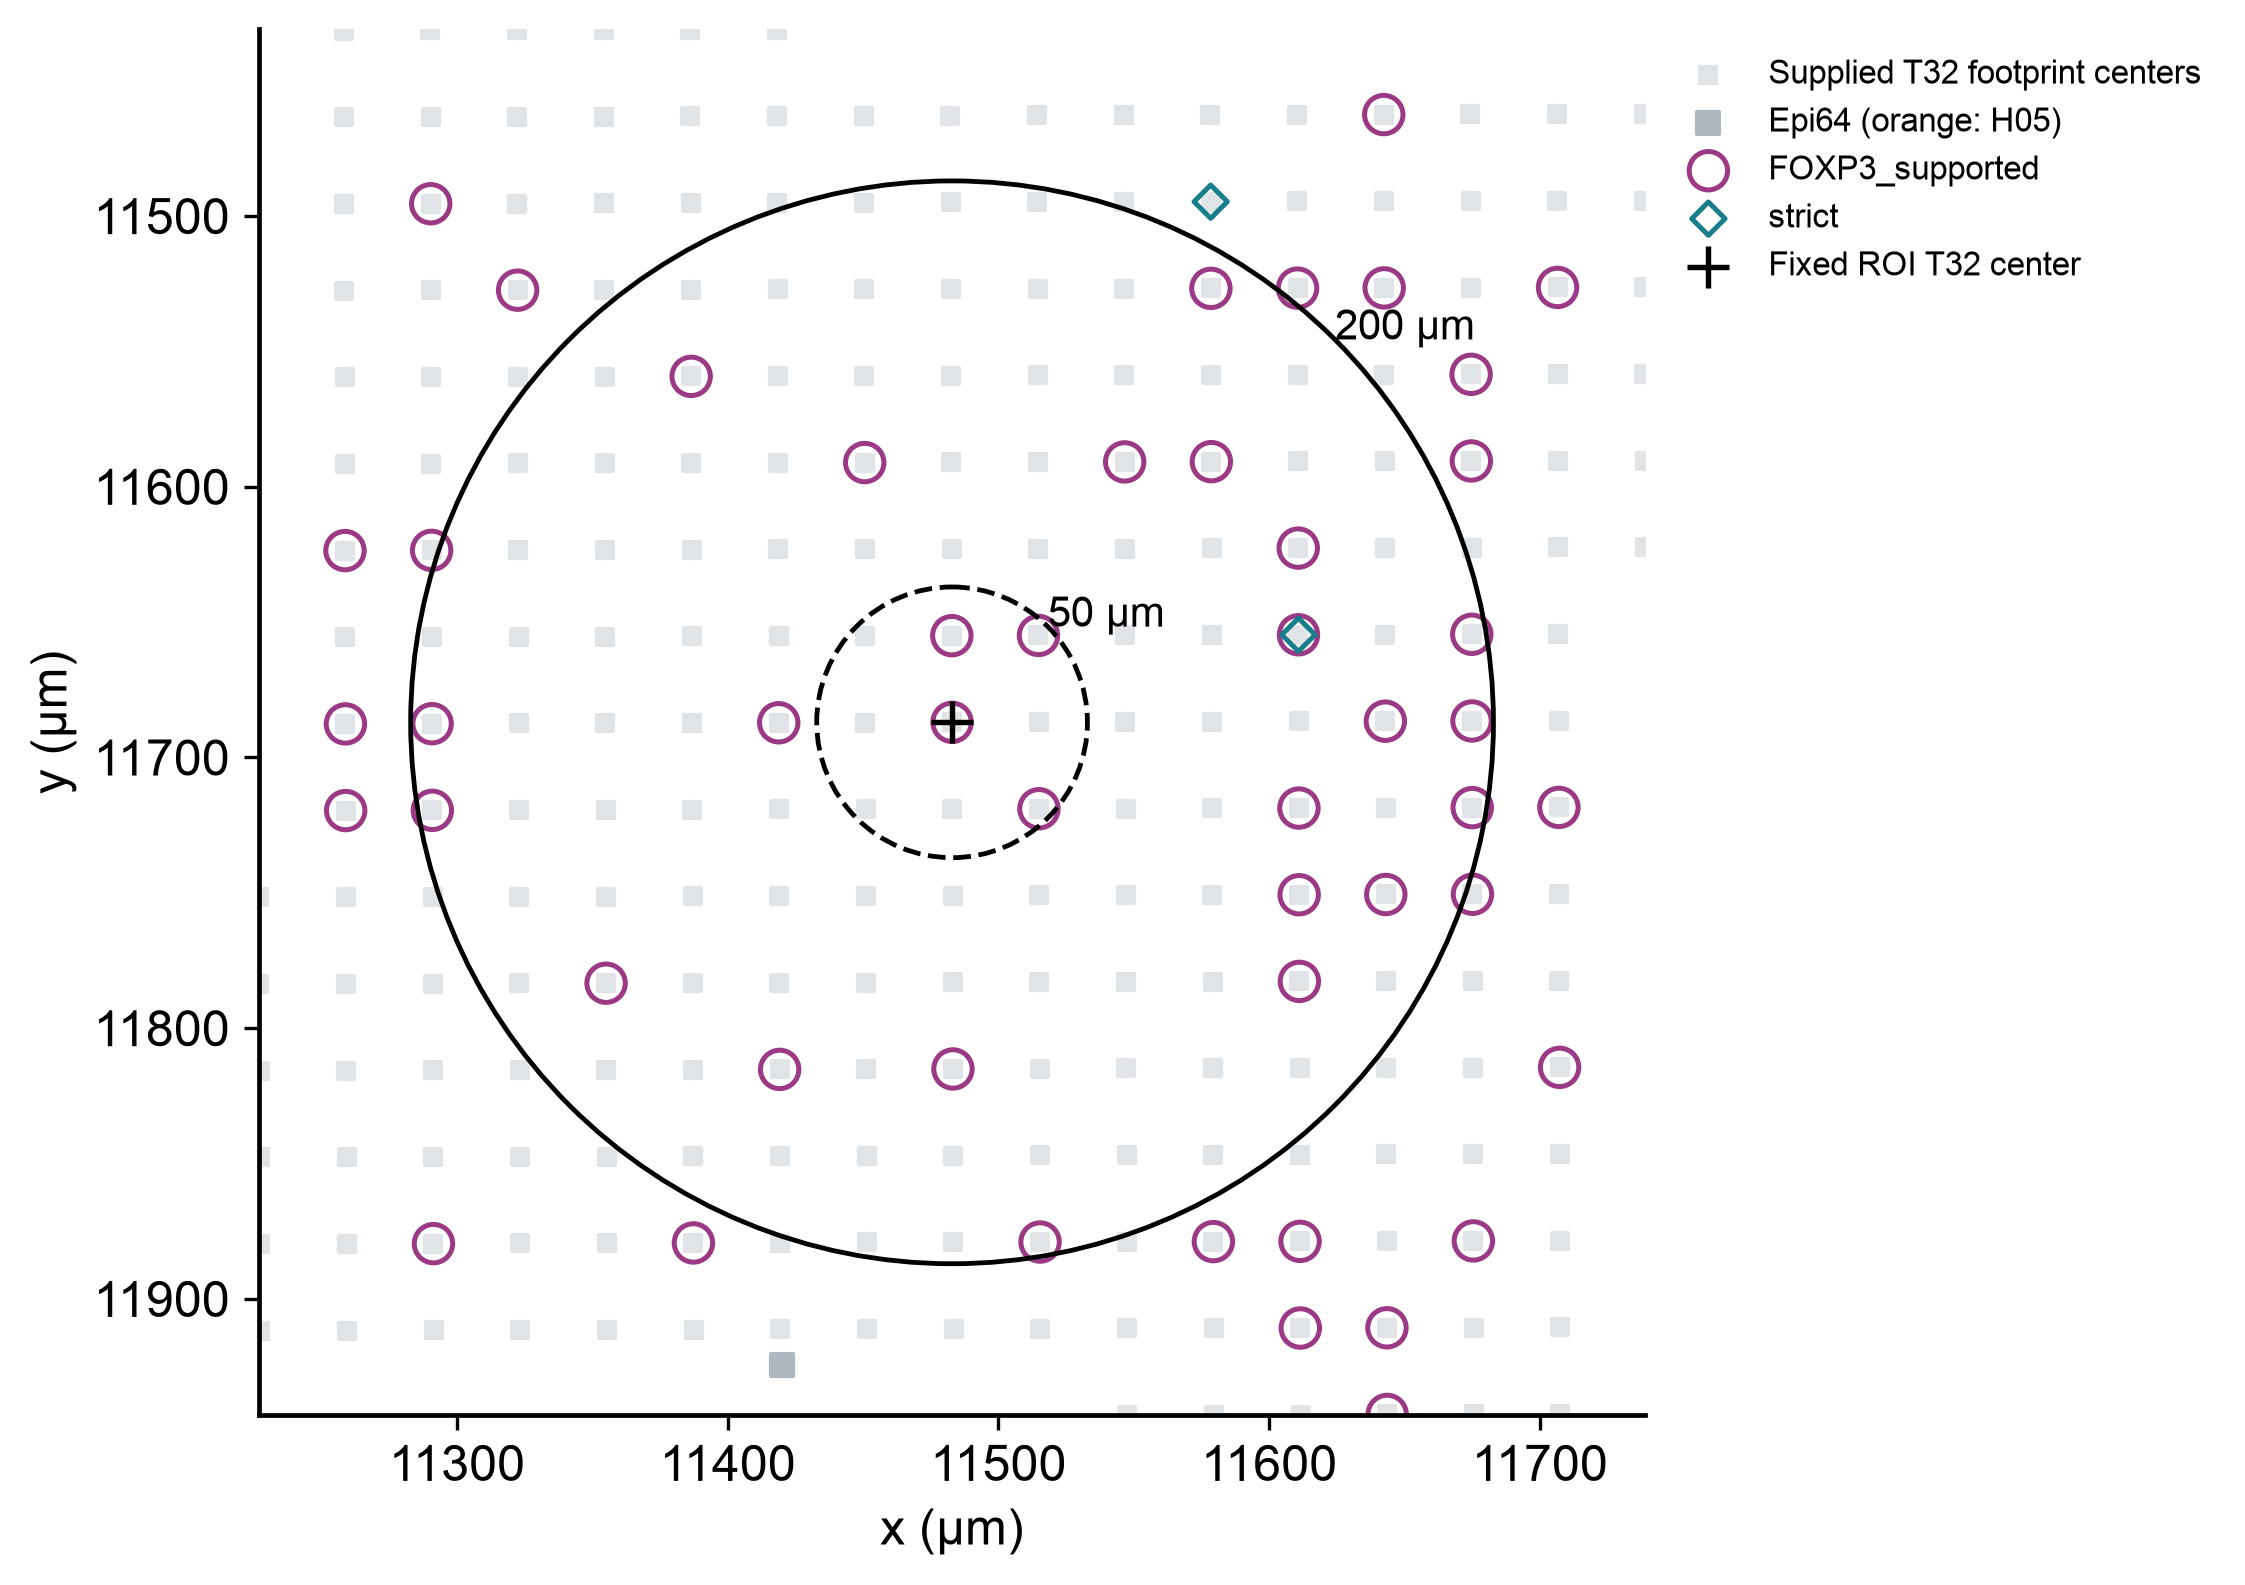 Supplied T32 footprint centers
Epi64 (orange: H05)
FOXP3_supported
strict
Fixed ROI T32 center
200 µm
50 µm
y (µm)
11500
11600
11700
11800
11900
11300
11400
11500
11600
11700
x (µm)